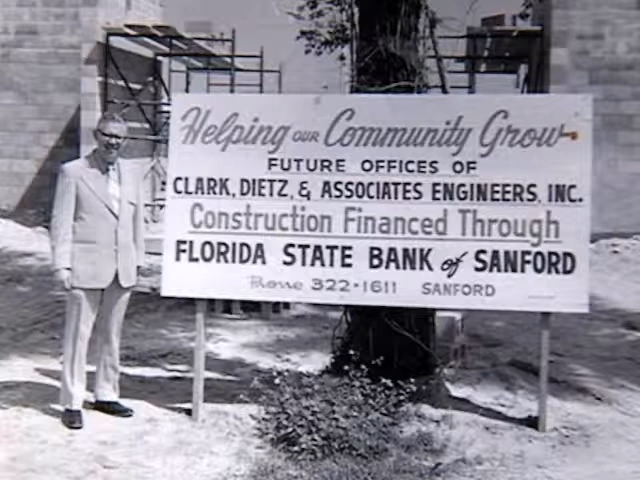 Helping OUR Community Grow
FUTURE OFFICES OF
CLARK, DIETZ, & ASSOCIATES ENGINEERS, INC.
Construction Financed Through
FLORIDA STATE BANK of SANFORD
Phone 322-1611 SANFORD